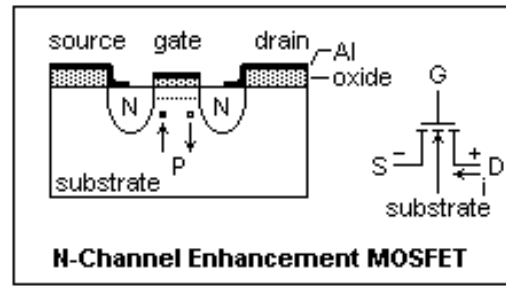 source gate drain
Al
oxide
N N
P
substrate
G
S - + D
i
substrate
N-Channel Enhancement MOSFET